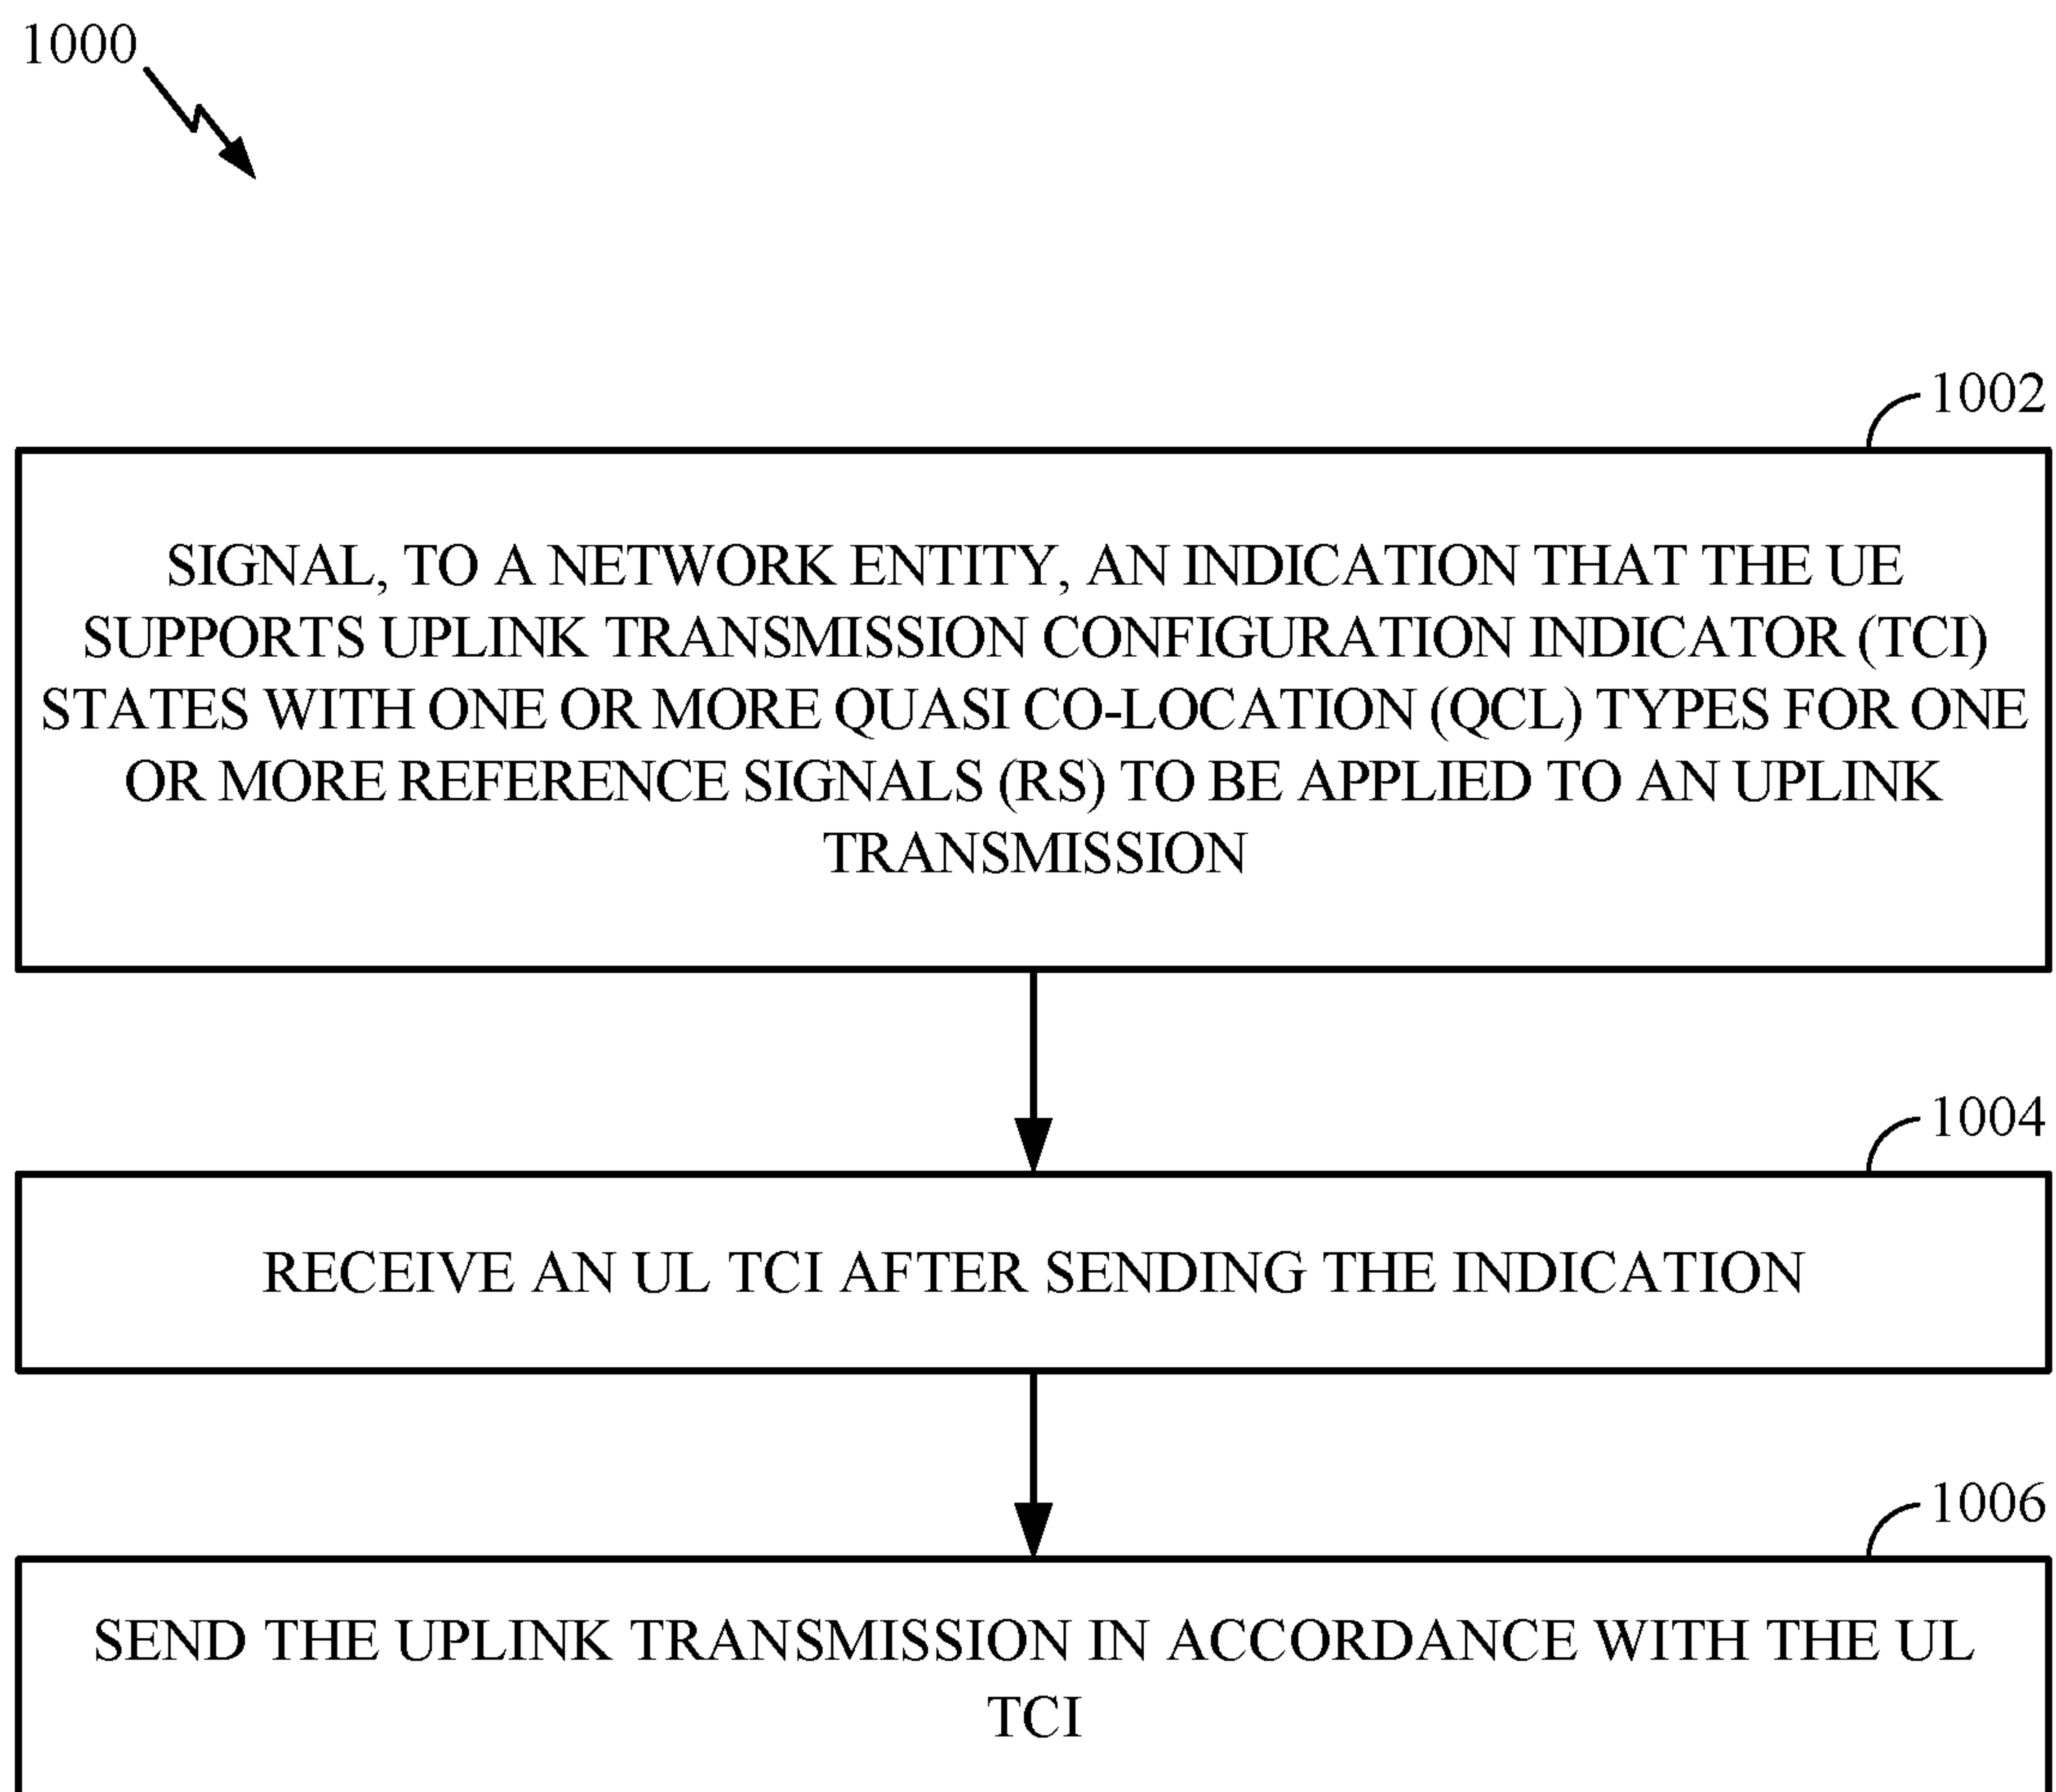 1000
1002
SIGNAL, TO A NETWORK ENTITY, AN INDICATION THAT THE UE
SUPPORTS UPLINK TRANSMISSION CONFIGURATION INDICATOR (TCI)
STATES WITH ONE OR MORE QUASI CO-LOCATION (QCL) TYPES FOR ONE
OR MORE REFERENCE SIGNALS (RS) TO BE APPLIED TO AN UPLINK
TRANSMISSION
1004
RECEIVE AN UL TCI AFTER SENDING THE INDICATION
1006
SEND THE UPLINK TRANSMISSION IN ACCORDANCE WITH THE UL
TCI